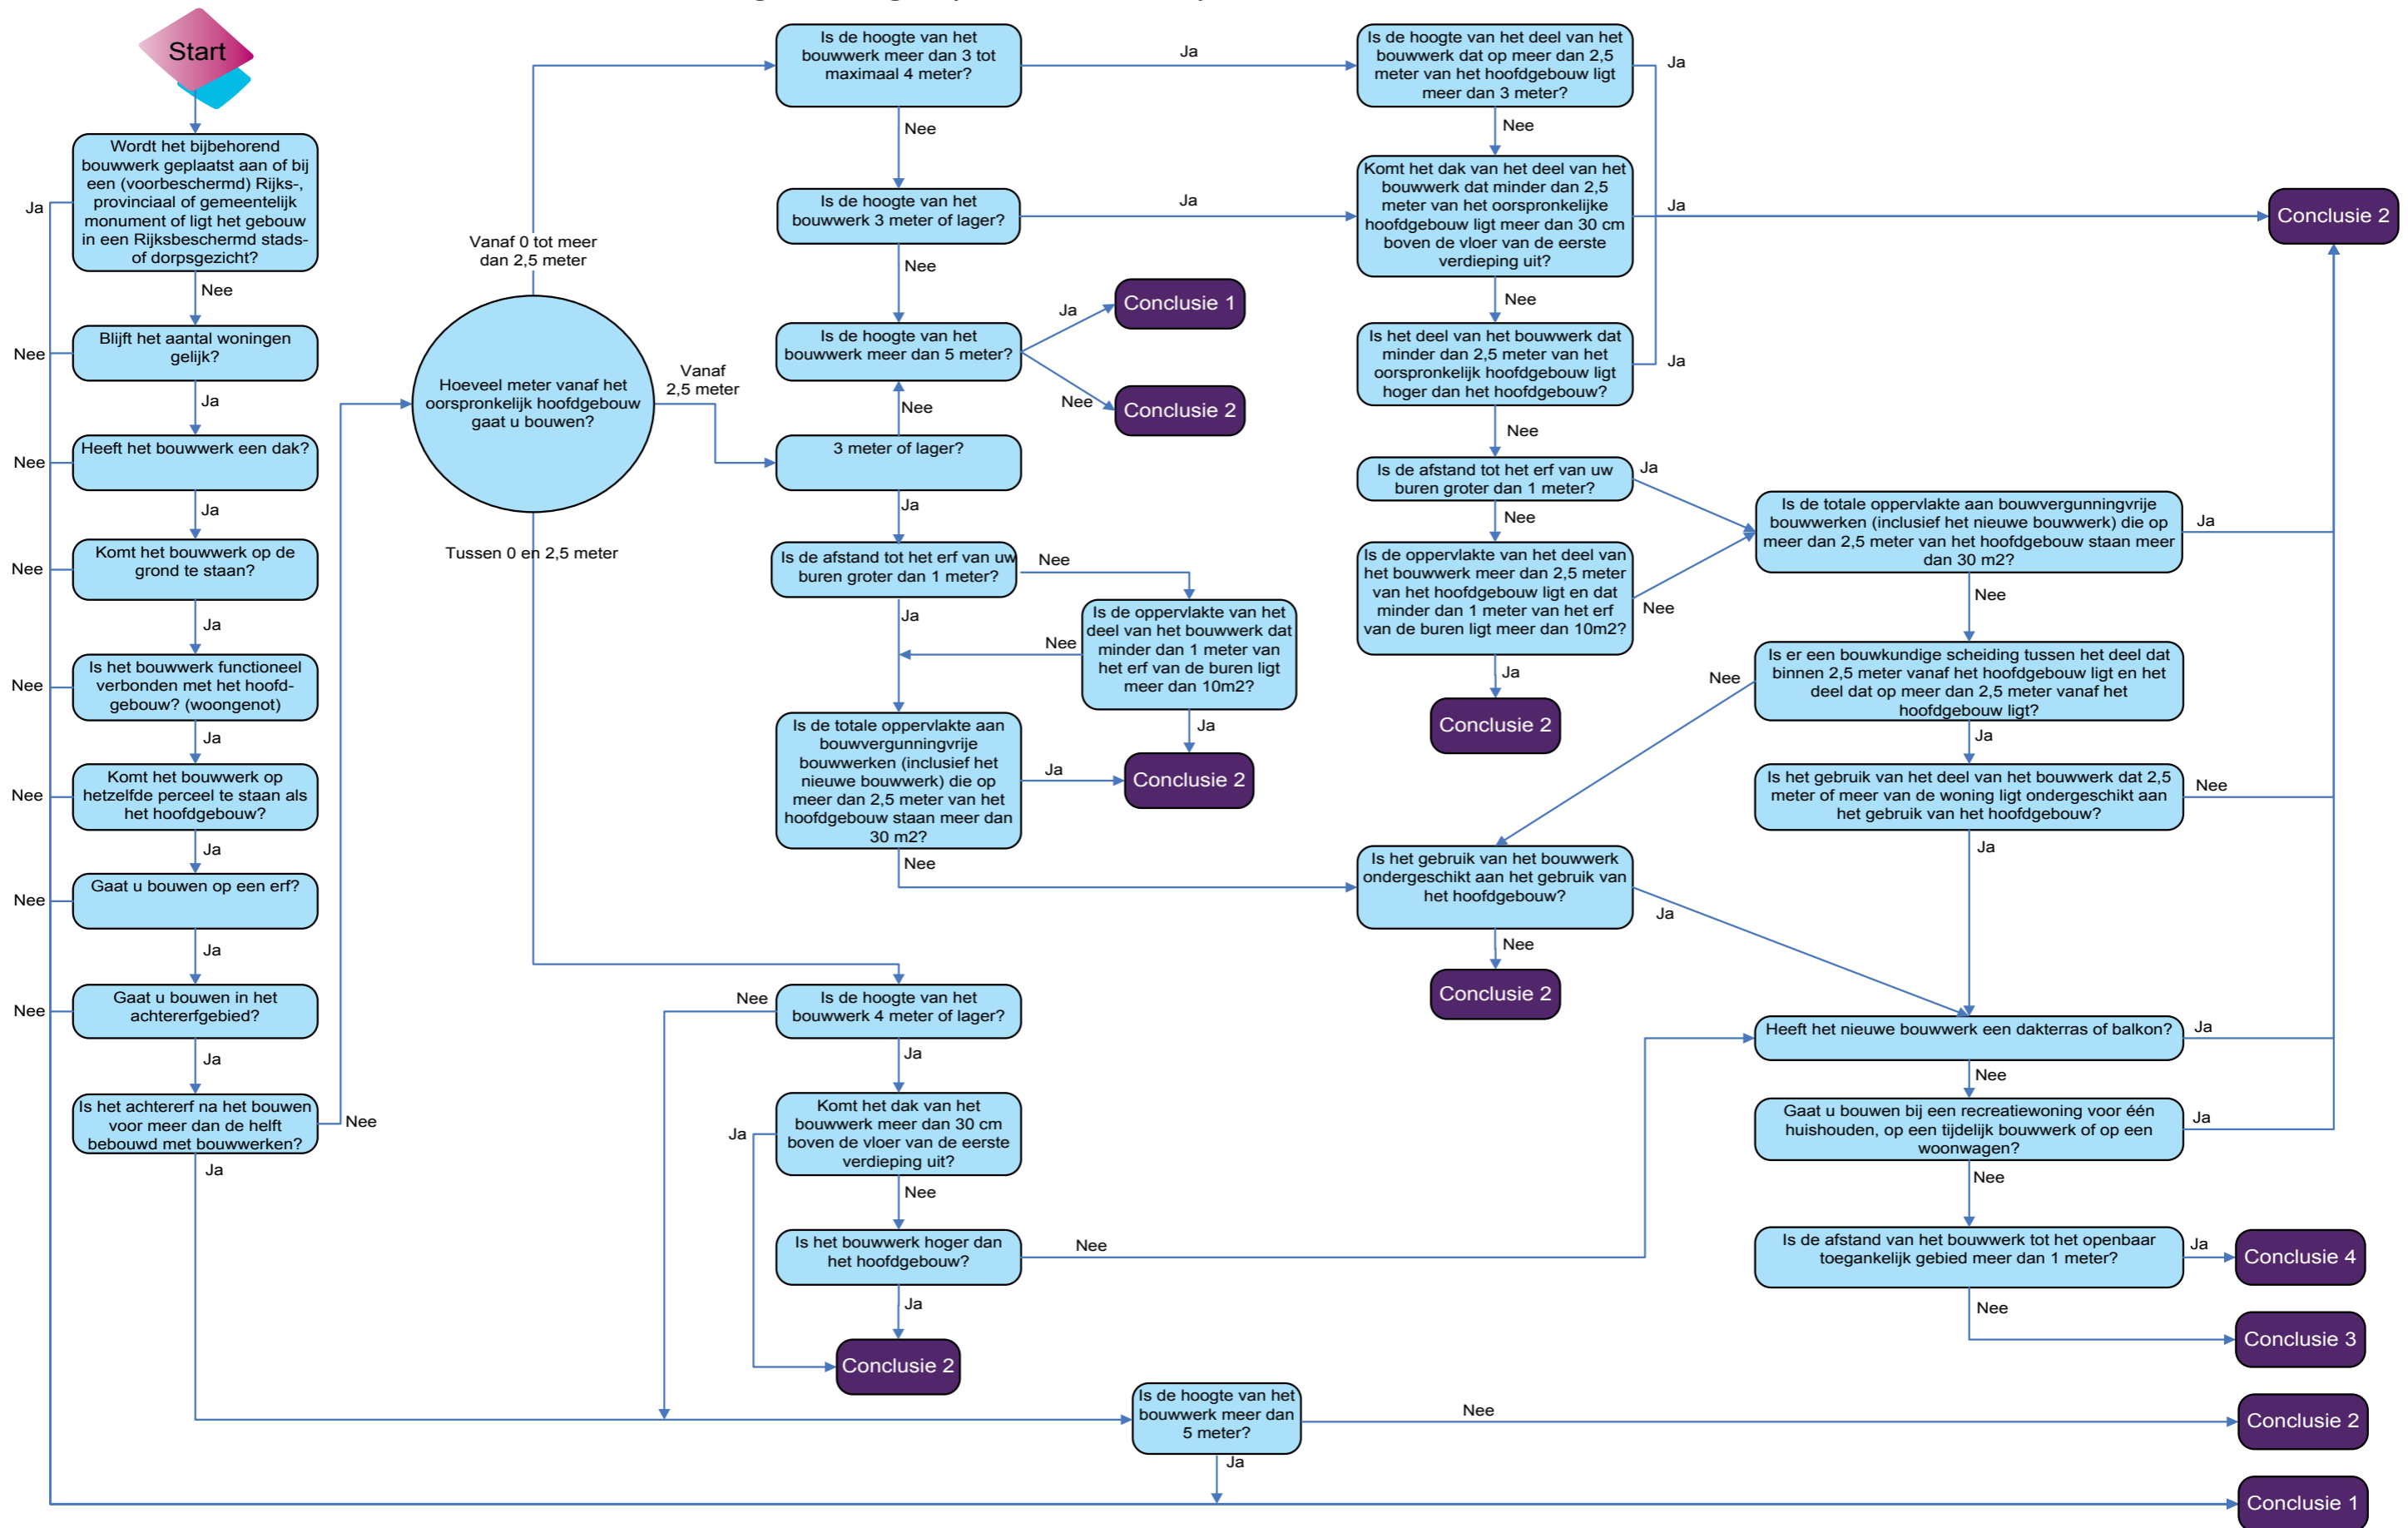 Start
Wordt het bijbehorend
bouwwerk geplaatst aan of bij
een (voorbeschermd) Rijks-,
provinciaal of gemeentelijk
monument of ligt het gebouw
in een Rijksbeschermd stads-
of dorpsgezicht?
Ja
Nee
Blijft het aantal woningen
gelijk?
Nee
Ja
Heeft het bouwwerk een dak?
Nee
Ja
Komt het bouwwerk op de
grond te staan?
Nee
Ja
Is het bouwwerk functioneel
verbonden met het hoofd-
gebouw? (woongenot)
Nee
Ja
Komt het bouwwerk op
hetzelfde perceel te staan als
het hoofdgebouw?
Nee
Ja
Gaat u bouwen op een erf?
Nee
Ja
Gaat u bouwen in het
achtererfgebied?
Nee
Ja
Is het achtererf na het bouwen
voor meer dan de helft
bebouwd met bouwwerken?
Nee
Ja
Hoeveel meter vanaf het
oorspronkelijk hoofdgebouw
gaat u bouwen?
Vanaf 0 tot meer
dan 2,5 meter
Vanaf
2,5 meter
Tussen 0 en 2,5 meter
Is de hoogte van het
bouwwerk meer dan 3 tot
maximaal 4 meter?
Ja
Nee
Is de hoogte van het
bouwwerk 3 meter of lager?
Ja
Nee
Is de hoogte van het
bouwwerk meer dan 5 meter?
Ja
Conclusie 1
Nee
Conclusie 2
Nee
3 meter of lager?
Ja
Is de afstand tot het erf van uw
buren groter dan 1 meter?
Nee
Ja
Is de oppervlakte van het
deel van het bouwwerk dat
minder dan 1 meter van
het erf van de buren ligt
meer dan 10m2?
Nee
Ja
Conclusie 2
Is de totale oppervlakte aan
bouwvergunningvrije
bouwwerken (inclusief het
nieuwe bouwwerk) die op
meer dan 2,5 meter van het
hoofdgebouw staan meer dan
30 m2?
Ja
Nee
Is de hoogte van het
bouwwerk 4 meter of lager?
Nee
Ja
Komt het dak van het
bouwwerk meer dan 30 cm
boven de vloer van de eerste
verdieping uit?
Ja
Nee
Is het bouwwerk hoger dan
het hoofdgebouw?
Nee
Ja
Conclusie 2
Is de hoogte van het
bouwwerk meer dan
5 meter?
Nee
Ja
Is de hoogte van het deel van het
bouwwerk dat op meer dan 2,5
meter van het hoofdgebouw ligt
meer dan 3 meter?
Ja
Nee
Komt het dak van het deel van het
bouwwerk dat minder dan 2,5
meter van het oorspronkelijke
hoofdgebouw ligt meer dan 30 cm
boven de vloer van de eerste
verdieping uit?
Ja
Nee
Is het deel van het bouwwerk dat
minder dan 2,5 meter van het
oorspronkelijk hoofdgebouw ligt
hoger dan het hoofdgebouw?
Ja
Nee
Is de afstand tot het erf van uw
buren groter dan 1 meter?
Ja
Nee
Is de oppervlakte van het deel van
het bouwwerk meer dan 2,5 meter
van het hoofdgebouw ligt en dat
minder dan 1 meter van het erf
van de buren ligt meer dan 10m2?
Nee
Ja
Conclusie 2
Is het gebruik van het bouwwerk
ondergeschikt aan het gebruik van
het hoofdgebouw?
Ja
Nee
Conclusie 2
Conclusie 2
Is de totale oppervlakte aan bouwvergunningvrije
bouwwerken (inclusief het nieuwe bouwwerk) die op
meer dan 2,5 meter van het hoofdgebouw staan meer
dan 30 m2?
Ja
Nee
Is er een bouwkundige scheiding tussen het deel dat
binnen 2,5 meter vanaf het hoofdgebouw ligt en het
deel dat op meer dan 2,5 meter vanaf het
hoofdgebouw ligt?
Nee
Ja
Is het gebruik van het deel van het bouwwerk dat 2,5
meter of meer van de woning ligt ondergeschikt aan
het gebruik van het hoofdgebouw?
Nee
Ja
Heeft het nieuwe bouwwerk een dakterras of balkon?
Ja
Nee
Gaat u bouwen bij een recreatiewoning voor één
huishouden, op een tijdelijk bouwwerk of op een
woonwagen?
Ja
Nee
Is de afstand van het bouwwerk tot het openbaar
toegankelijk gebied meer dan 1 meter?
Ja
Conclusie 4
Nee
Conclusie 3
Conclusie 2
Conclusie 1